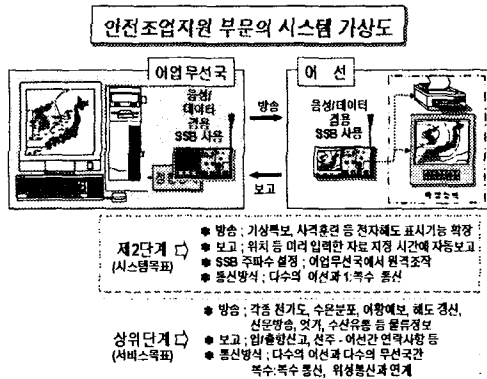 안전조업지원 부문의 시스템 가상도
어업무선국
어 선
음성/
데이타
겸용
SSB 사용
방송
보고
음성/데이타
겸용
SSB 사용
제2단계
(시스템목표)
※ 방송 ; 기상특보, 사격훈련 등 전자해도 표시기능 확장
※ 보고 ; 위치 등 미리 입력한 자료 지정 시간에 자동보고
※ SSB 주파수 설정 ; 어업무선국에서 원격조작
※ 통신방식 ; 다수의 어선과 1:복수 통신
상위단계
(서비스목표)
※ 방송 ; 각종 천기도, 수온분포, 어황예보, 해도 갱신,
신문방송, 엿가, 수산유통 등 물류정보
※ 보고 ; 입/출항신고, 선주 - 어선간 연락사항 등
※ 통신방식 ; 다수의 어선과 다수의 무선국간
복수:복수 통신, 위성통신과 연계